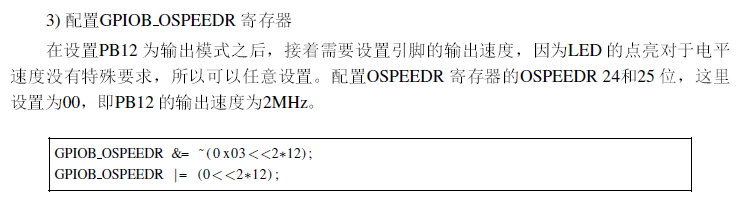 3) 配置GPIOB_OSPEEDR 寄存器
在设置PB12 为输出模式之后，接着需要设置引脚的输出速度，因为LED 的点亮对于电平
速度没有特殊要求，所以可以任意设置。配置OSPEEDR 寄存器的OSPEEDR 24和25 位，这里
设置为00，即PB12 的输出速度为2MHz。
GPIOB_OSPEEDR &= ~(0x03<<2*12);
GPIOB_OSPEEDR |= (0<<2*12);